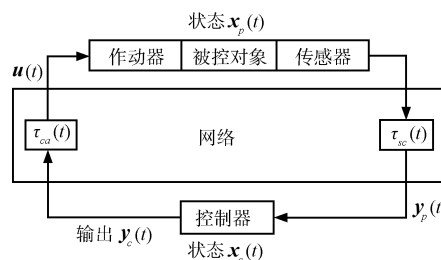 状态 xₚ(t)
u(t)
作动器 被控对象 传感器
τ_ca(t)
网络
τ_sc(t)
控制器
输出 y_c(t)
y_p(t)
状态 x_c(t)